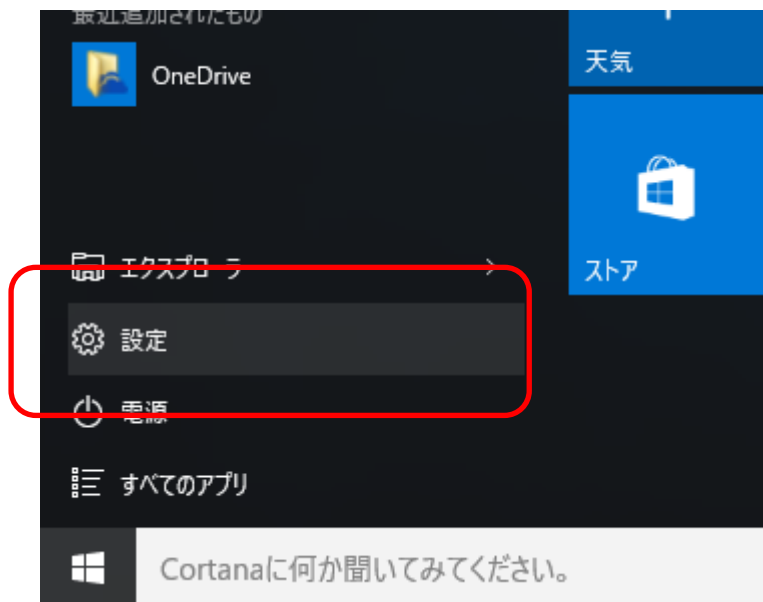 最近追加されたもの
OneDrive
天気
エクスプローラー
ストア
設定
電源
すべてのアプリ
Cortanaに何か聞いてみてください。